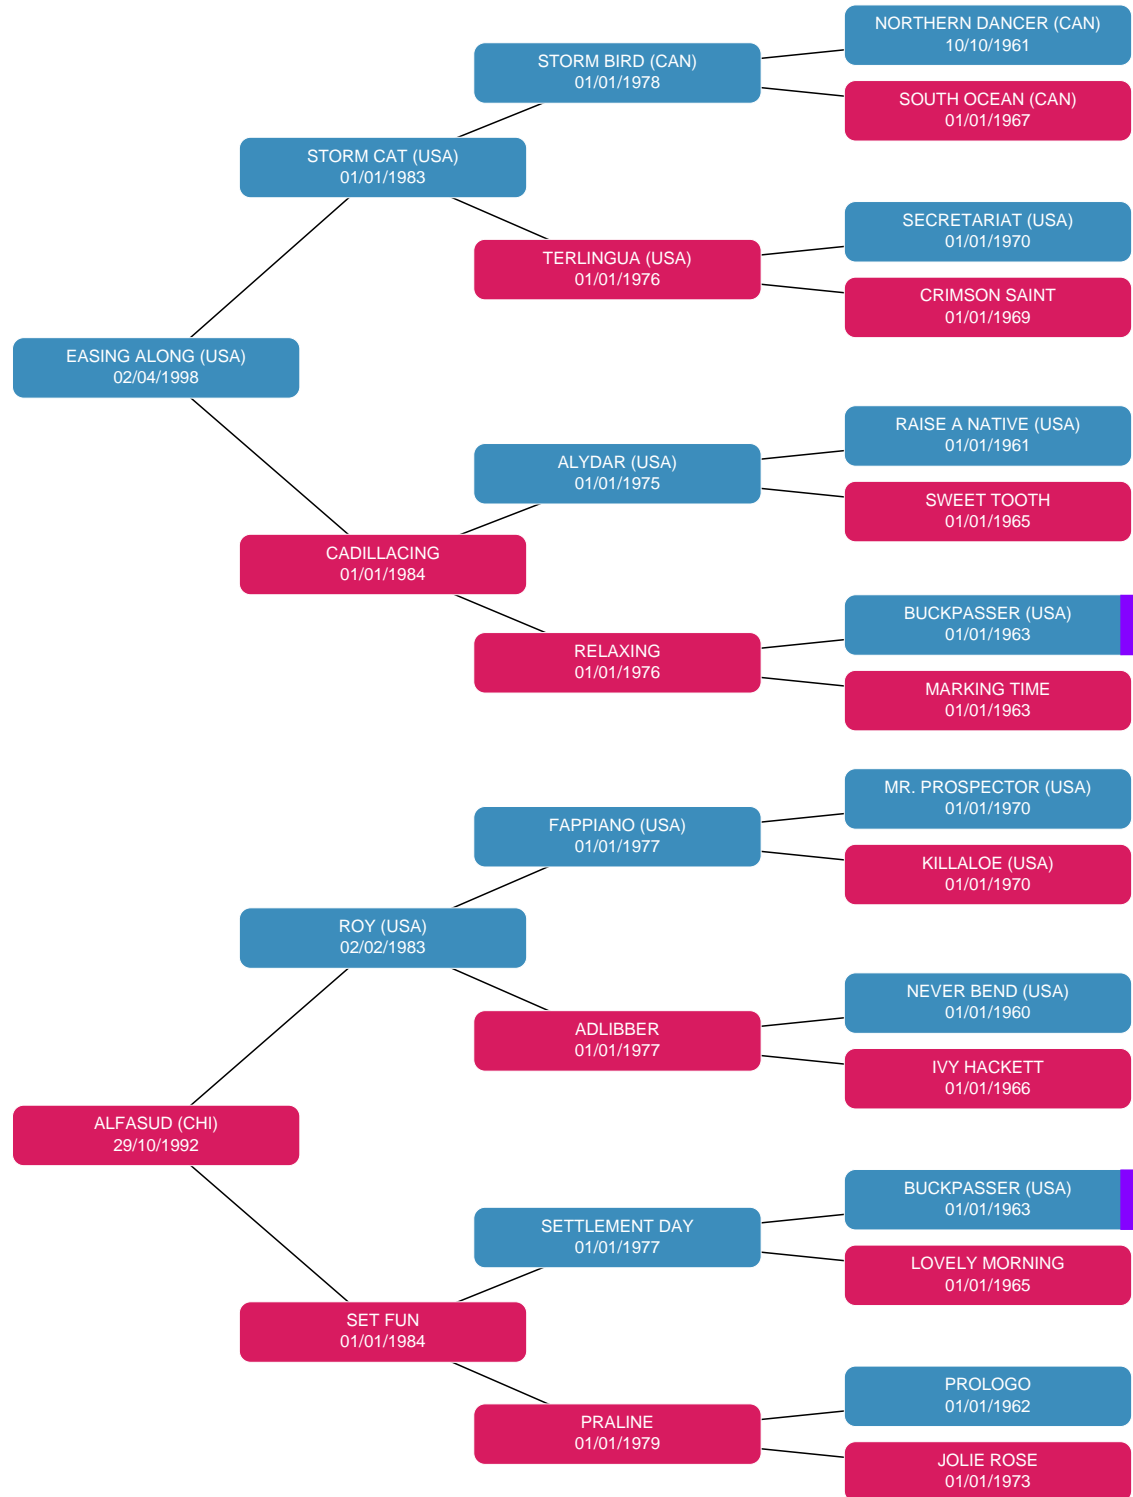 NORTHERN DANCER (CAN)
10/10/1961
STORM BIRD (CAN)
01/01/1978
SOUTH OCEAN (CAN)
01/01/1967
STORM CAT (USA)
01/01/1983
SECRETARIAT (USA)
01/01/1970
TERLINGUA (USA)
01/01/1976
CRIMSON SAINT
01/01/1969
EASING ALONG (USA)
02/04/1998
RAISE A NATIVE (USA)
01/01/1961
ALYDAR (USA)
01/01/1975
SWEET TOOTH
01/01/1965
CADILLACING
01/01/1984
BUCKPASSER (USA)
01/01/1963
RELAXING
01/01/1976
MARKING TIME
01/01/1963
MR. PROSPECTOR (USA)
01/01/1970
FAPPIANO (USA)
01/01/1977
KILLALOE (USA)
01/01/1970
ROY (USA)
02/02/1983
NEVER BEND (USA)
01/01/1960
ADLIBBER
01/01/1977
IVY HACKETT
01/01/1966
ALFASUD (CHI)
29/10/1992
BUCKPASSER (USA)
01/01/1963
SETTLEMENT DAY
01/01/1977
LOVELY MORNING
01/01/1965
SET FUN
01/01/1984
PROLOGO
01/01/1962
PRALINE
01/01/1979
JOLIE ROSE
01/01/1973